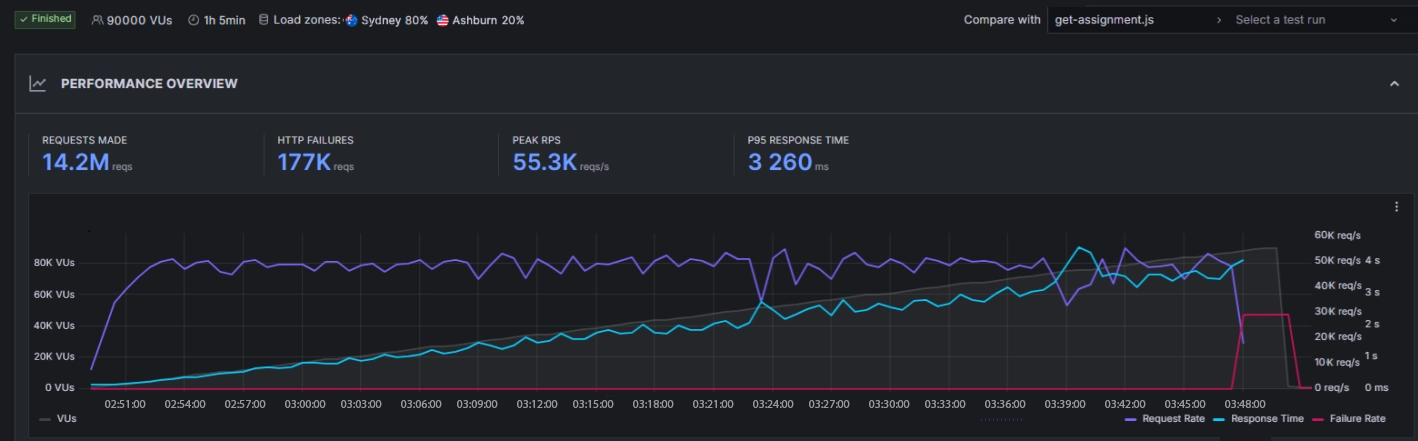 Finished 90000 VUs 1h 5min Load zones: Sydney 80% Ashburn 20% Compare with get-assignment.js › Select a test run
PERFORMANCE OVERVIEW
REQUESTS MADE HTTP FAILURES PEAK RPS P95 RESPONSE TIME
14.2M reqs 177K reqs 55.3K reqs/s 3 260 ms
60K req/s
80K VUs 50K req/s 4 s
60K VUs 40K req/s 3 s
40K VUs 30K req/s 2 s
20K VUs 20K req/s 1 s
10K req/s
0 VUs 0 req/s 0 ms
02:51:00 02:54:00 02:57:00 03:00:00 03:03:00 03:06:00 03:09:00 03:12:00 03:15:00 03:18:00 03:21:00 03:24:00 03:27:00 03:30:00 03:33:00 03:36:00 03:39:00 03:42:00 03:45:00 03:48:00
VUs Request Rate Response Time Failure Rate